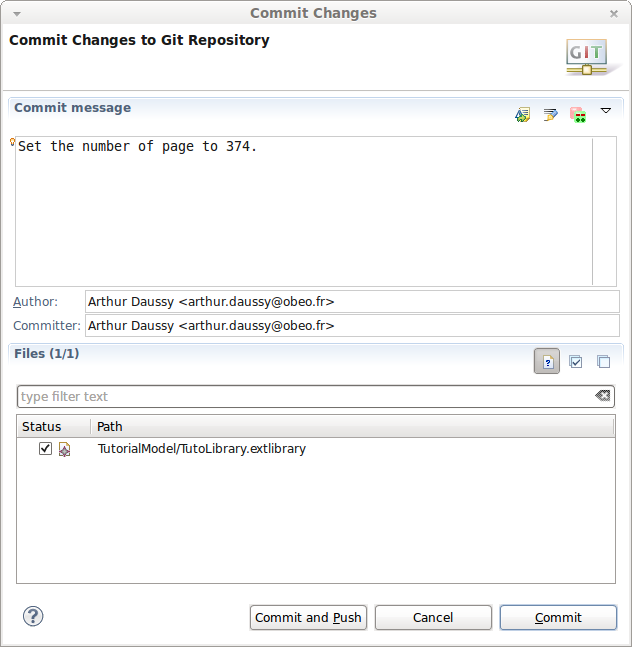 Commit Changes
Commit Changes to Git Repository
GIT
Commit message
Set the number of page to 374.
Author: Arthur Daussy <arthur.daussy@obeo.fr>
Committer: Arthur Daussy <arthur.daussy@obeo.fr>
Files (1/1)
type filter text
Status Path
TutorialModel/TutoLibrary.extlibrary
Commit and Push Cancel Commit